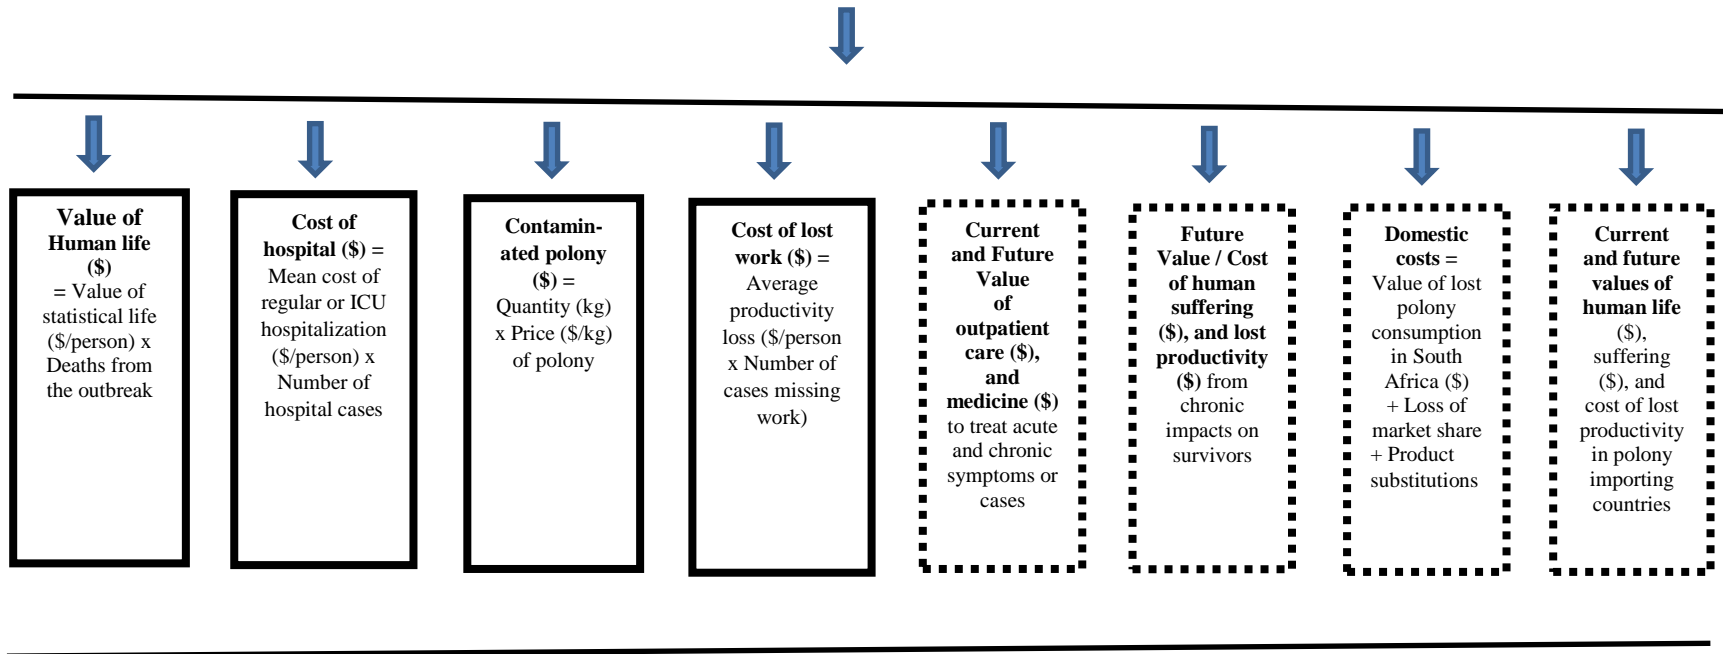 Value of
Human life
($)
= Value of
statistical life
($/person) x
Deaths from
the outbreak
Cost of
hospital ($) =
Mean cost of
regular or ICU
hospitalization
($/person) x
Number of
hospital cases
Contamin-
ated polony
($) =
Quantity (kg)
x Price ($/kg)
of polony
Cost of lost
work ($) =
Average
productivity
loss ($/person
x Number of
cases missing
work)
Current
and Future
Value
of
outpatient
care ($),
and
medicine ($)
to treat acute
and chronic
symptoms or
cases
Future
Value / Cost
of human
suffering
($), and lost
productivity
($) from
chronic
impacts on
survivors
Domestic
costs =
Value of lost
polony
consumption
in South
Africa ($)
+ Loss of
market share
+ Product
substitutions
Current
and future
values of
human life
($),
suffering
($), and
cost of lost
productivity
in polony
importing
countries